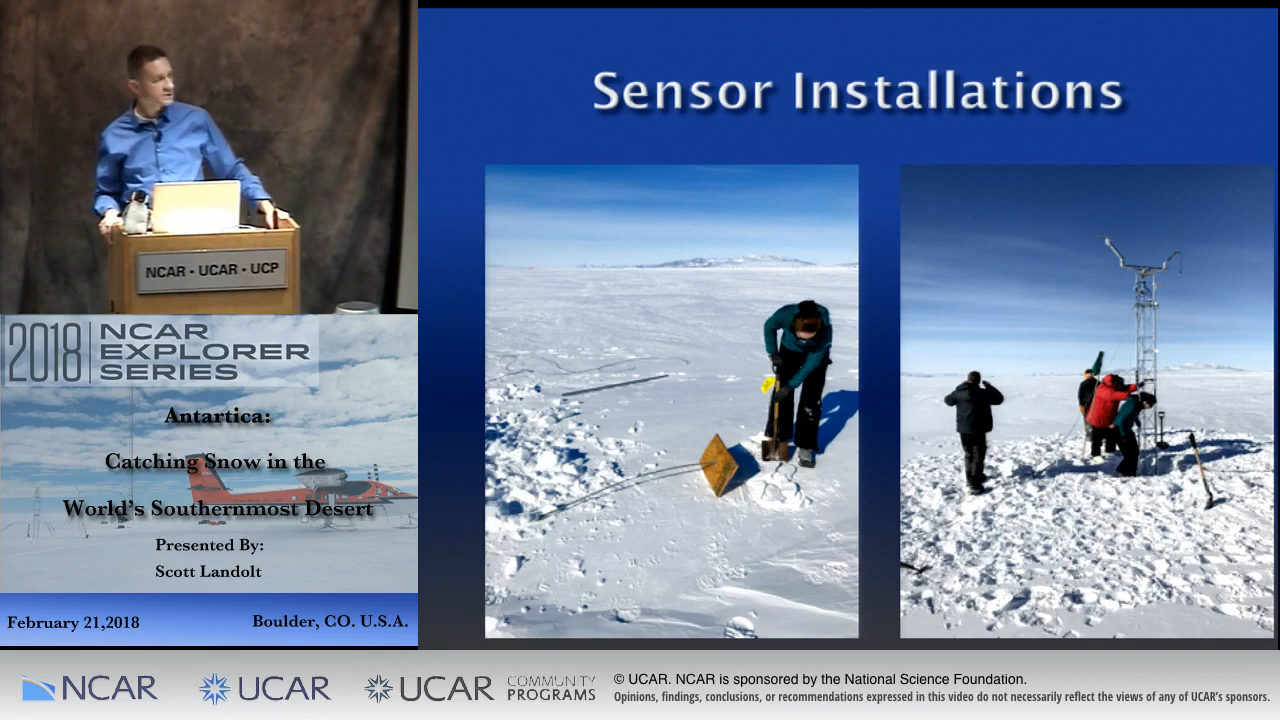 Sensor Installations
NCAR • UCAR • UCP
2018 NCAR
EXPLORER
SERIES
Antartica:
Catching Snow in the
World's Southernmost Desert
Presented By:
Scott Landolt
February 21,2018
Boulder, CO. U.S.A.
NCAR
UCAR
UCAR
COMMUNITY
PROGRAMS
© UCAR. NCAR is sponsored by the National Science Foundation.
Opinions, findings, conclusions, or recommendations expressed in this video do not necessarily reflect the views of any of UCAR's sponsors.